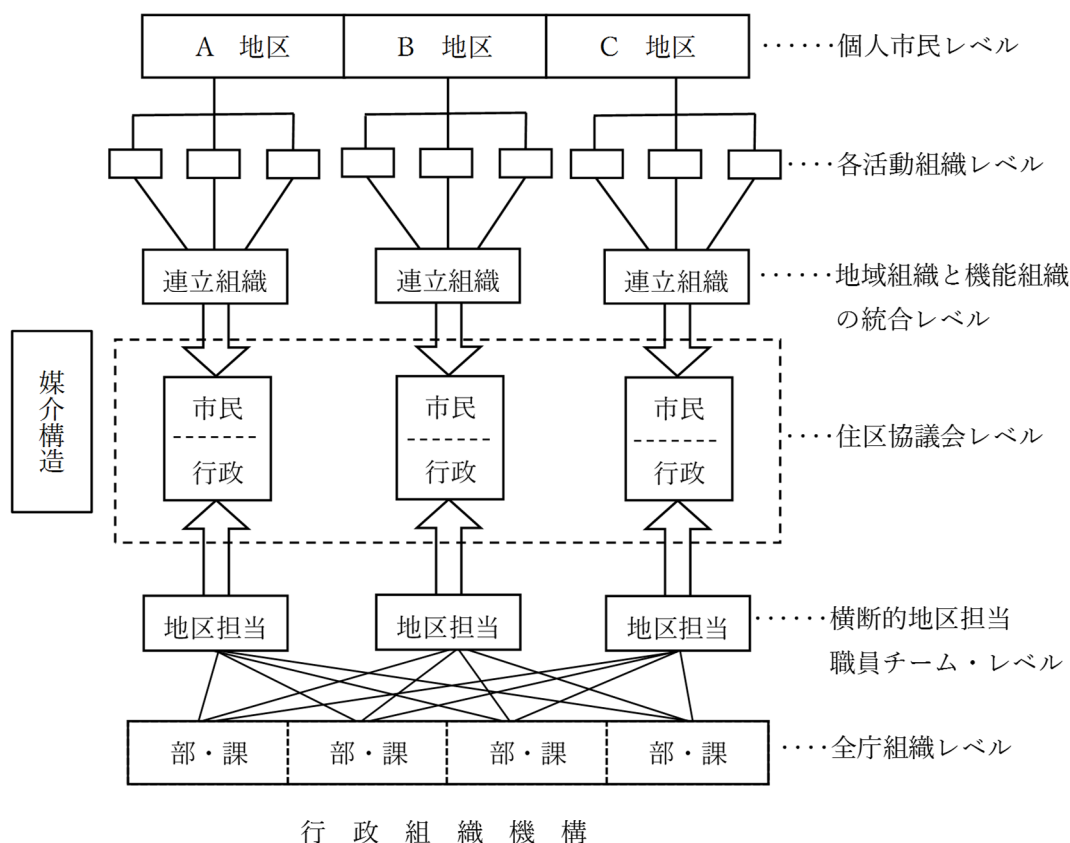 A 地区 B 地区 C 地区 ・・・・・・個人市民レベル
・・・・各活動組織レベル
連立組織 連立組織 連立組織 ・・・・・・地域組織と機能組織
の統合レベル
媒介構造
市民 市民 市民
・・・・住区協議会レベル
行政 行政 行政
地区担当 地区担当 地区担当 ・・・・・・横断的地区担当
職員チーム・レベル
部・課 部・課 部・課 部・課 ・・・・全庁組織レベル
行政組織機構